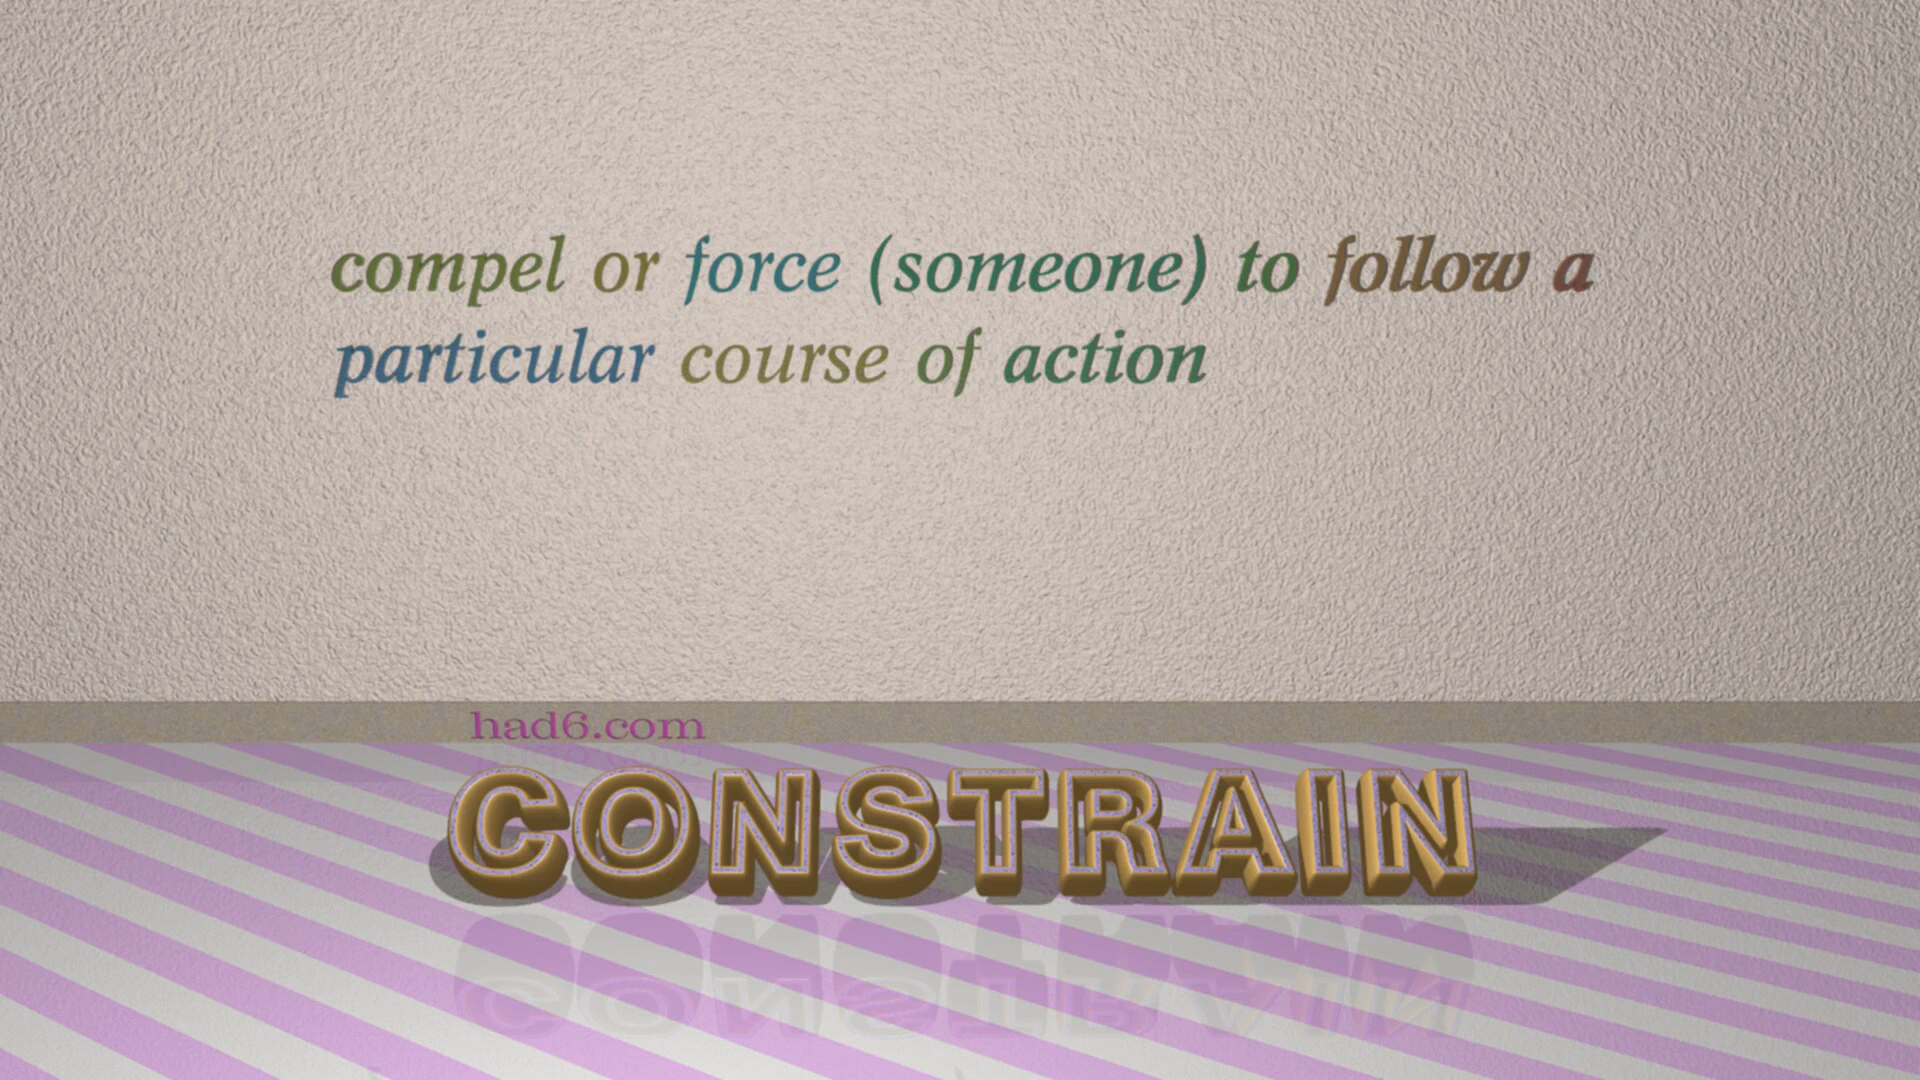 compel or force (someone) to follow a
particular course of action
had6.com
CONSTRAIN